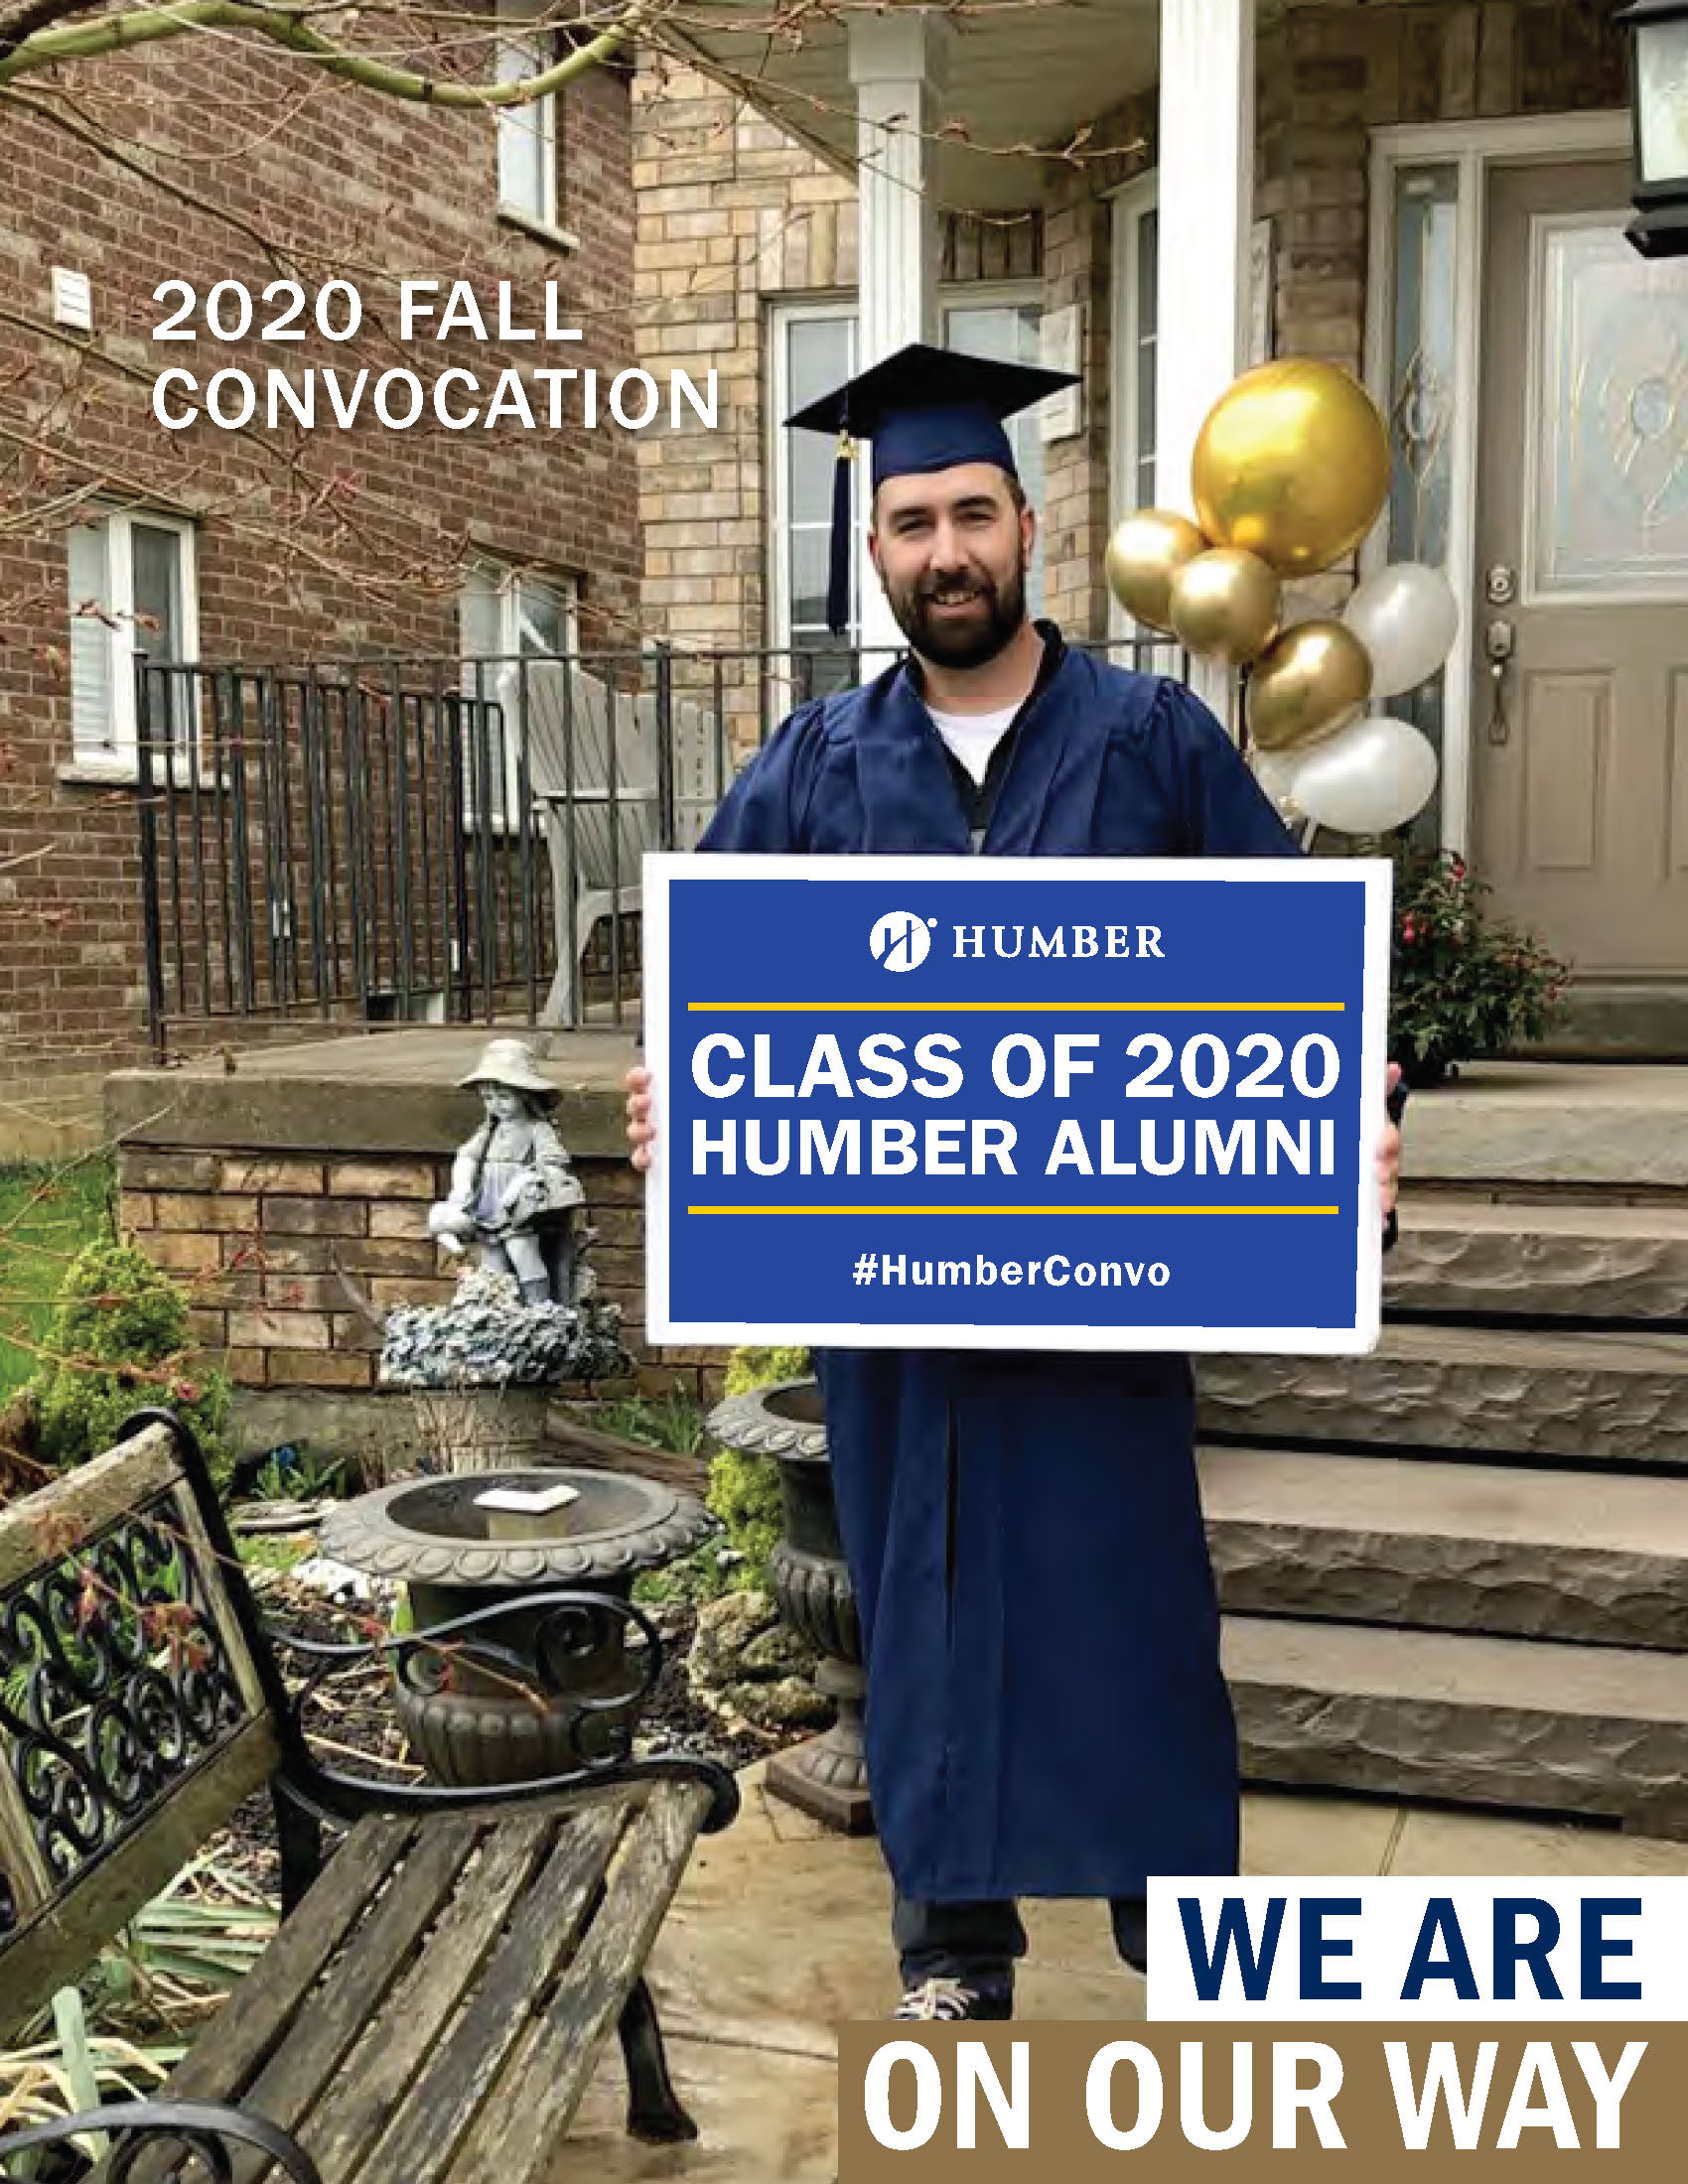 2020 FALL
CONVOCATION
HUMBER
CLASS OF 2020
HUMBER ALUMNI
#HumberConvo
WE ARE
ON OUR WAY